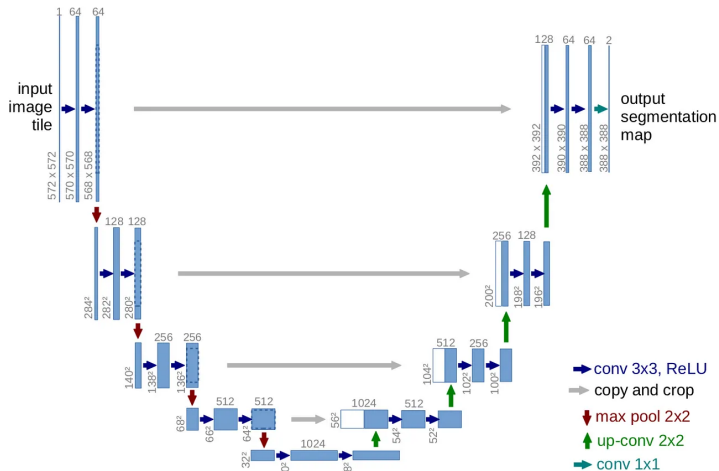 1 64 64
128 64 64 2
input
image
tile
output
segmentation
map
572 x 572
570 x 570
568 x 568
392 x 392
390 x 390
388 x 388
388 x 388
128 128
256 128
284²
282²
280²
200²
198²
196²
256 256
512 256
140²
138²
136²
104²
102²
100²
512 512
1024 512
68²
66²
64²
56²
54²
52²
1024
32²
conv 3x3, ReLU
copy and crop
max pool 2x2
up-conv 2x2
conv 1x1